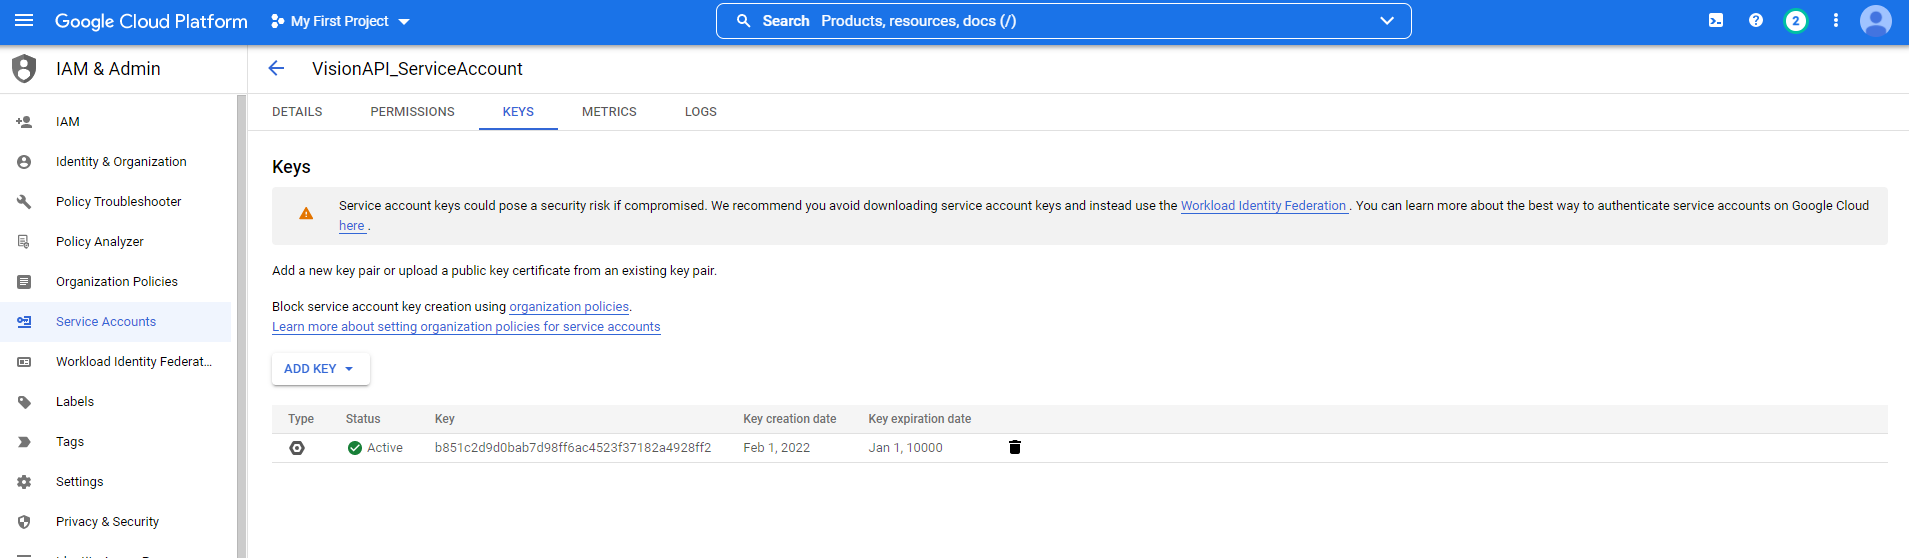 Google Cloud Platform
My First Project
Search Products, resources, docs (/)
2
IAM & Admin
VisionAPI_ServiceAccount
DETAILS
PERMISSIONS
KEYS
METRICS
LOGS
IAM
Identity & Organization
Policy Troubleshooter
Policy Analyzer
Organization Policies
Service Accounts
Workload Identity Federat...
Labels
Tags
Settings
Privacy & Security
Keys
Service account keys could pose a security risk if compromised. We recommend you avoid downloading service account keys and instead use the Workload Identity Federation . You can learn more about the best way to authenticate service accounts on Google Cloud
here .
Add a new key pair or upload a public key certificate from an existing key pair.
Block service account key creation using organization policies.
Learn more about setting organization policies for service accounts
ADD KEY
Type Status Key Key creation date Key expiration date
Active b851c2d9d0bab7d98ff6ac4523f37182a4928ff2 Feb 1, 2022 Jan 1, 10000